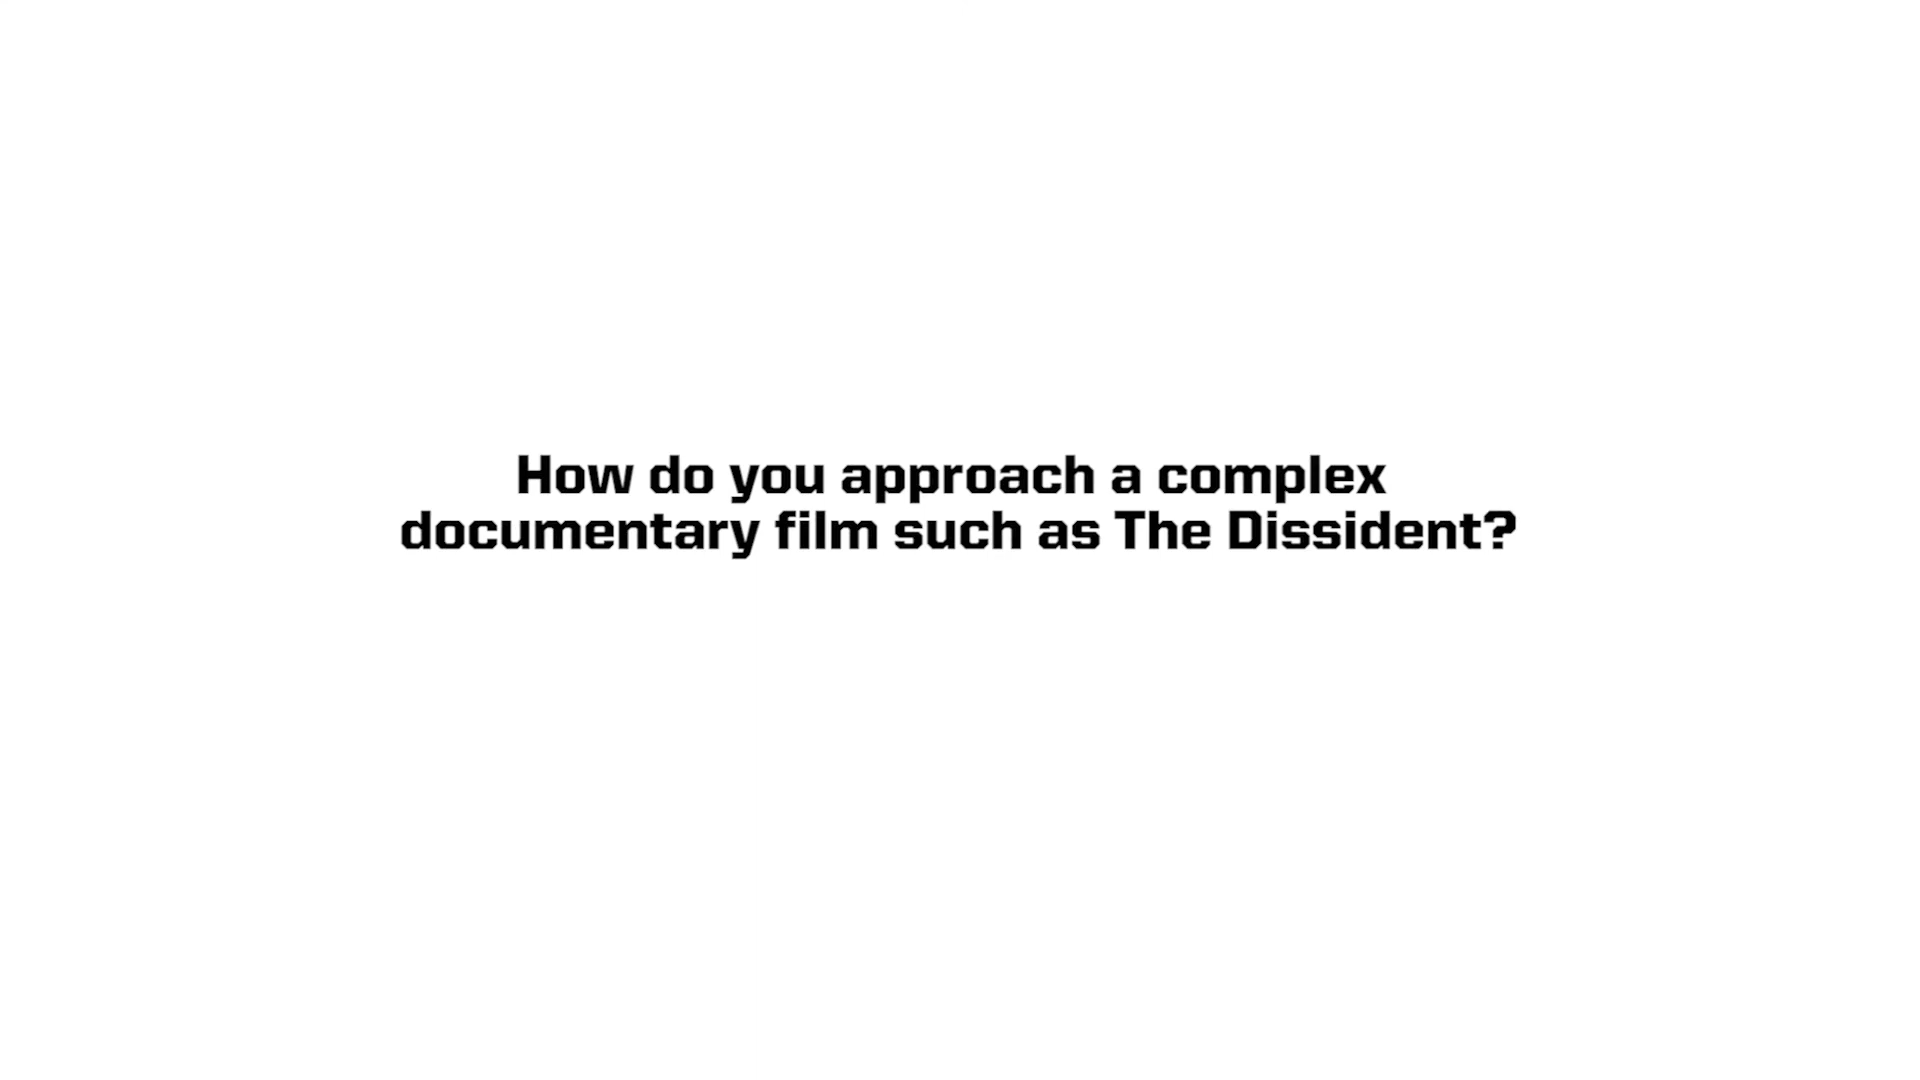 How do you approach a complex
documentary film such as The Dissident?